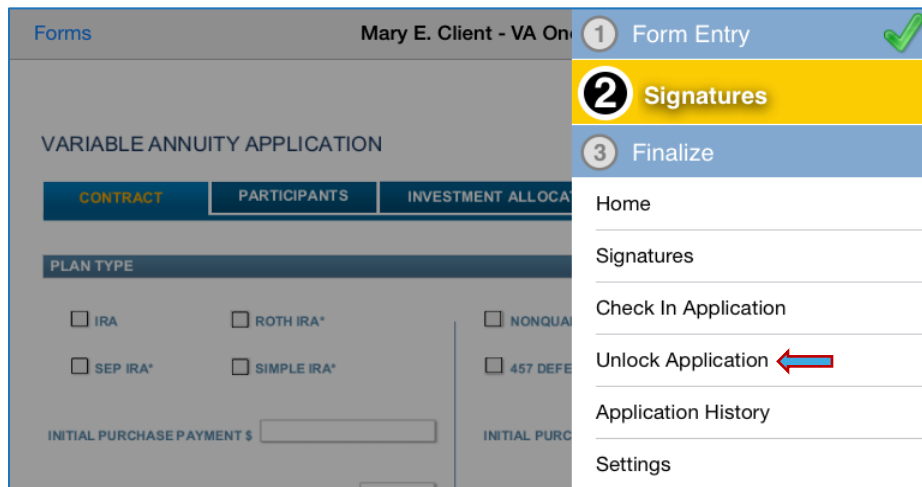 Forms
Mary E. Client - VA One
VARIABLE ANNUITY APPLICATION
CONTRACT PARTICIPANTS INVESTMENT ALLOCA
PLAN TYPE
IRA ROTH IRA* NONQUAL
SEP IRA* SIMPLE IRA* 457 DEFE
INITIAL PURCHASE PAYMENT $ INITIAL PURC
1 Form Entry
2 Signatures
3 Finalize
Home
Signatures
Check In Application
Unlock Application
Application History
Settings